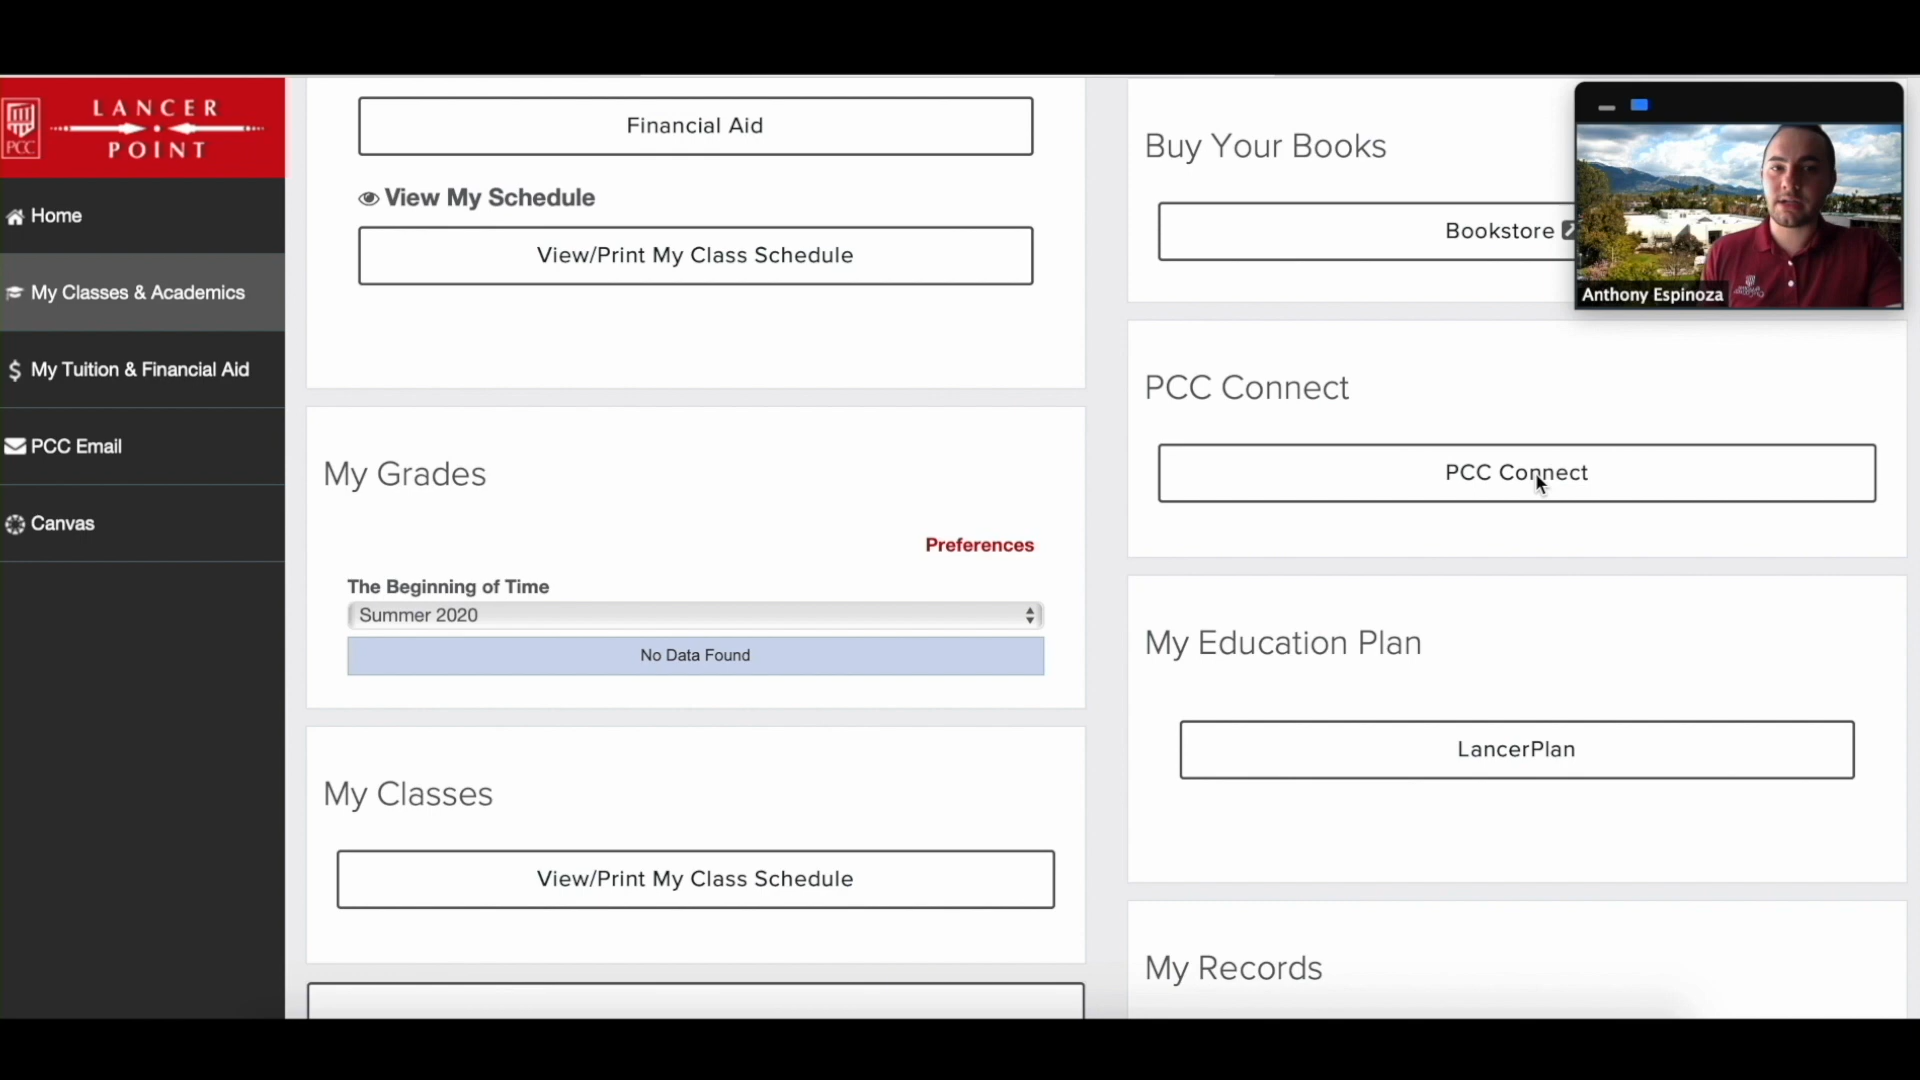 LANCER
POINT
PCC
Home
My Classes & Academics
My Tuition & Financial Aid
PCC Email
Canvas
Financial Aid
View My Schedule
View/Print My Class Schedule
My Grades
Preferences
The Beginning of Time
Summer 2020
No Data Found
My Classes
View/Print My Class Schedule
Buy Your Books
Bookstore
PCC Connect
PCC Connect
My Education Plan
LancerPlan
My Records
Anthony Espinoza